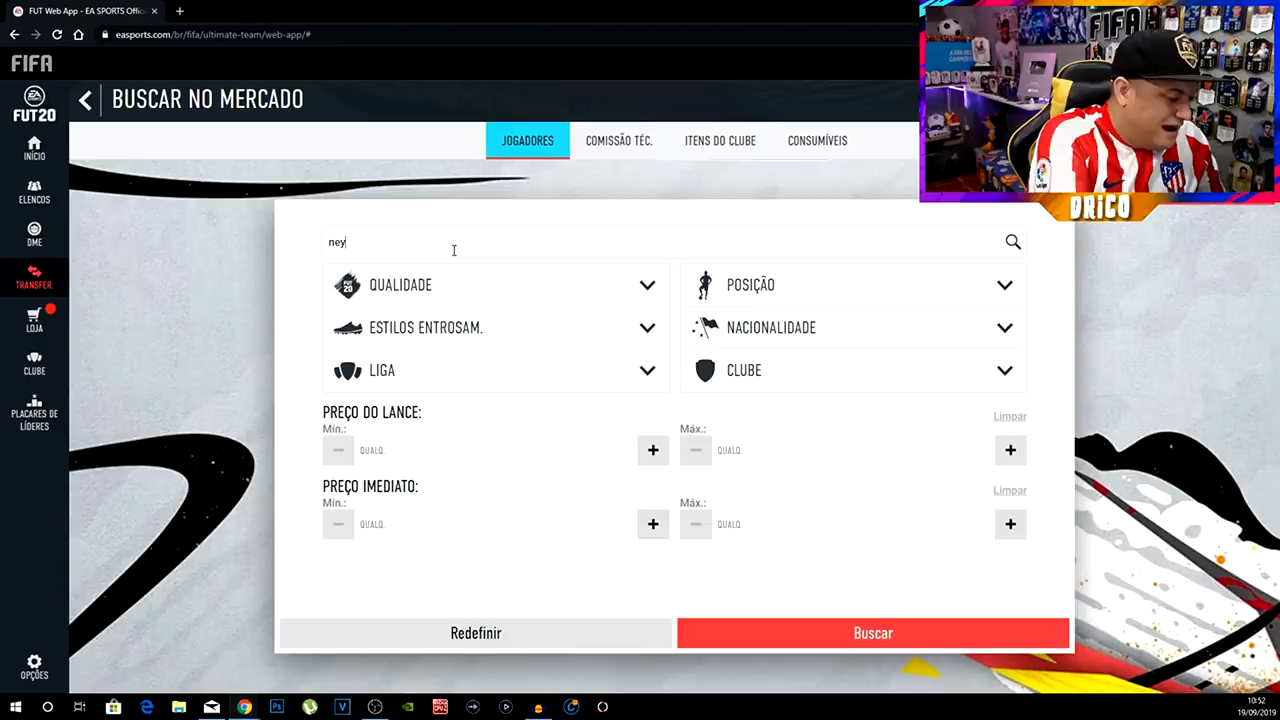 FUT Web App - EA SPORTS Offici
easports.com/br/fifa/ultimate-team/web-app/#
FIFA
FUT20
INÍCIO
ELENCOS
DME
TRANSFER.
LOJA
CLUBE
PLACARES DE
LÍDERES
OPÇÕES
BUSCAR NO MERCADO
JOGADORES
COMISSÃO TÉC.
ITENS DO CLUBE
CONSUMÍVEIS
ney
QUALIDADE
POSIÇÃO
ESTILOS ENTROSAM.
NACIONALIDADE
LIGA
CLUBE
PREÇO DO LANCE:
Limpar
Mín.:
Máx.:
QUALQ.
QUALQ.
PREÇO IMEDIATO:
Limpar
Mín.:
Máx.:
QUALQ.
QUALQ.
Redefinir
Buscar
FIFA
DRICO
10:52
19/09/2019